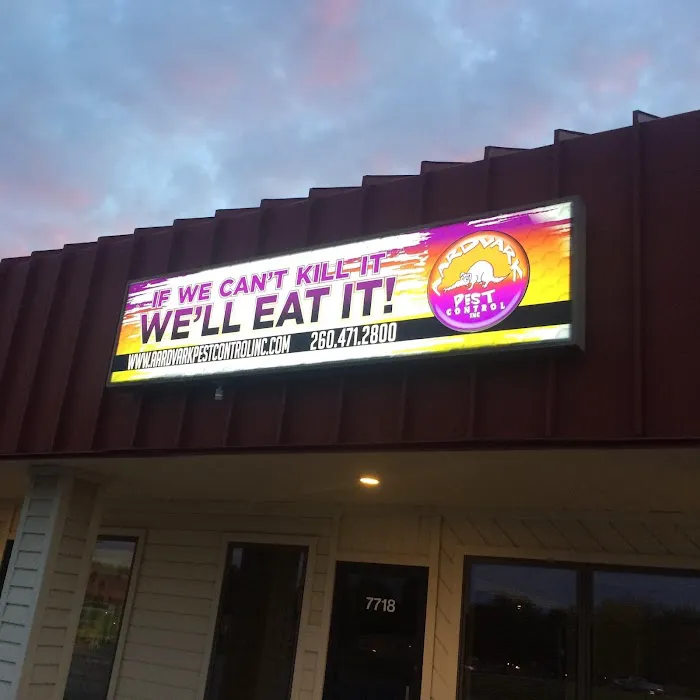 IF WE CAN'T KILL IT
WE'LL EAT IT!
WWW.AARDVARKPESTCONTROLINC.COM 260.471.2800
AARDVARK
PEST
CONTROL
INC
7718